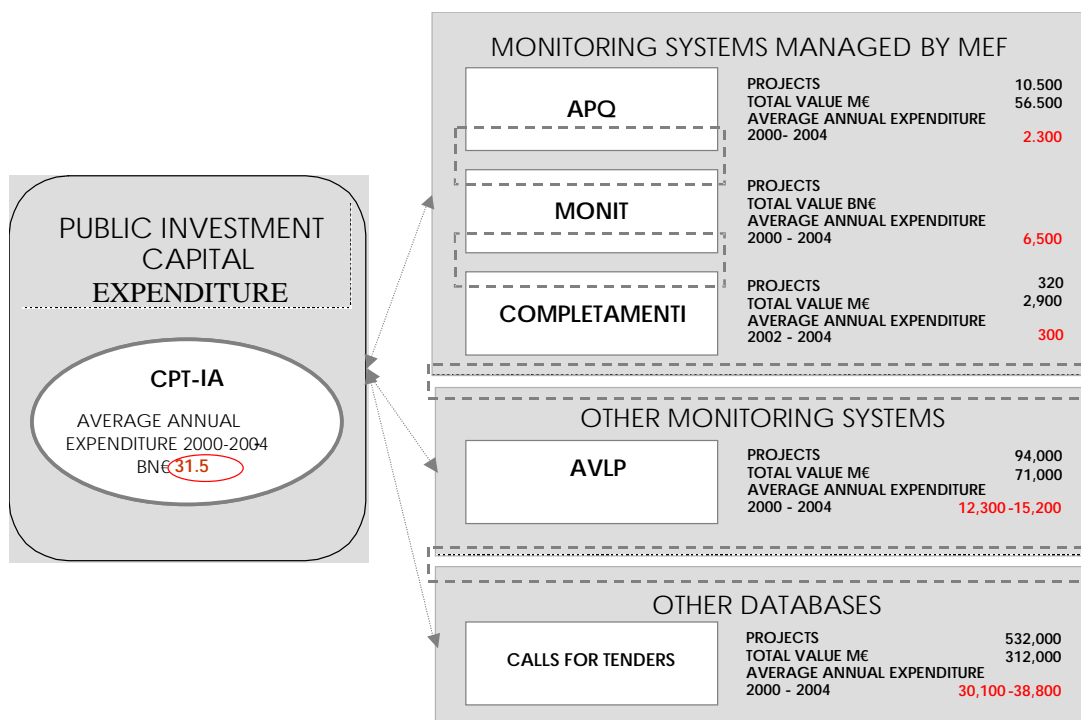 PUBLIC INVESTMENT
CAPITAL
EXPENDITURE
CPT-IA
AVERAGE ANNUAL
EXPENDITURE 2000-2004
BN€ 31.5
MONITORING SYSTEMS MANAGED BY MEF
APQ
PROJECTS 10.500
TOTAL VALUE M€ 56.500
AVERAGE ANNUAL EXPENDITURE
2000- 2004 2.300
MONIT
PROJECTS
TOTAL VALUE BN€
AVERAGE ANNUAL EXPENDITURE
2000 - 2004 6,500
COMPLETAMENTI
PROJECTS 320
TOTAL VALUE M€ 2,900
AVERAGE ANNUAL EXPENDITURE
2002 - 2004 300
OTHER MONITORING SYSTEMS
AVLP
PROJECTS 94,000
TOTAL VALUE M€ 71,000
AVERAGE ANNUAL EXPENDITURE
2000 - 2004 12,300 -15,200
OTHER DATABASES
CALLS FOR TENDERS
PROJECTS 532,000
TOTAL VALUE M€ 312,000
AVERAGE ANNUAL EXPENDITURE
2000 - 2004 30,100 -38,800